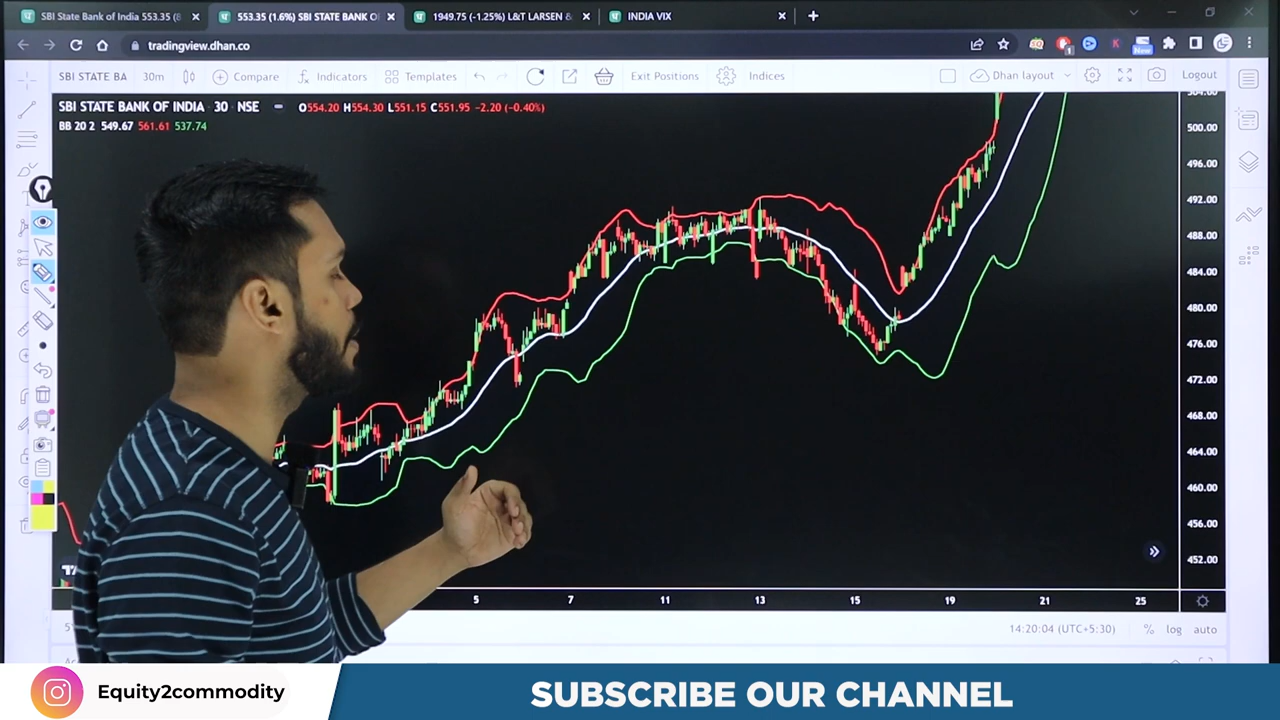 SBI State Bank of India 553.35 (
553.35 (1.6%) SBI STATE BANK O
1949.75 (-1.25%) L&T LARSEN &
INDIA VIX
tradingview.dhan.co
1
New
SBI STATE BA
30m
Compare
Indicators
Templates
Exit Positions
Indices
Dhan layout
Logout
SBI STATE BANK OF INDIA 30 NSE
O554.20 H554.30 L551.15 C551.95 −2.20 (−0.40%)
BB 20 2 549.67 561.61 537.74
504.00
500.00
496.00
492.00
488.00
484.00
480.00
476.00
472.00
468.00
464.00
460.00
456.00
452.00
5
7
11
13
15
19
21
25
14:20:04 (UTC+5:30)
%
log
auto
Equity2commodity
SUBSCRIBE OUR CHANNEL